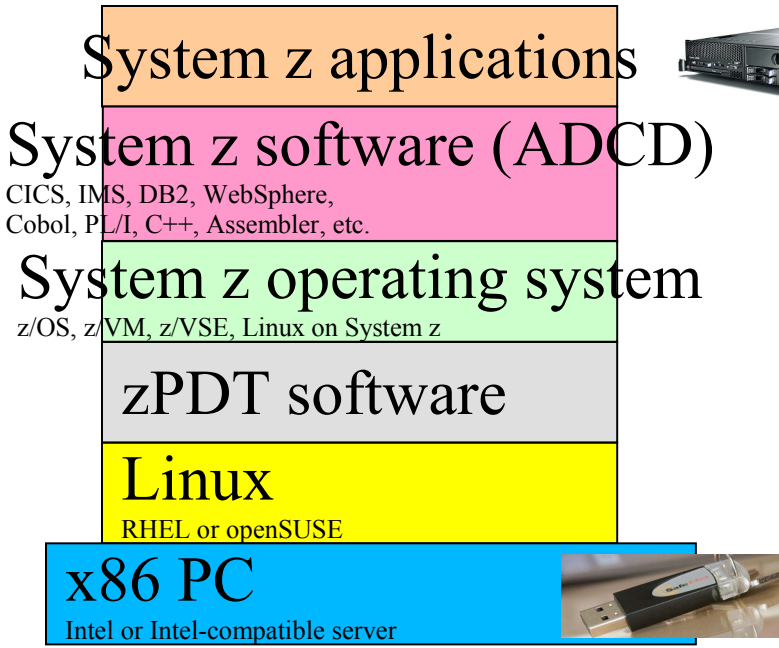 System z applications
System z software (ADCD)
CICS, IMS, DB2, WebSphere,
Cobol, PL/I, C++, Assembler, etc.
System z operating system
z/OS, z/VM, z/VSE, Linux on System z
zPDT software
Linux
RHEL or openSUSE
x86 PC
Intel or Intel-compatible server